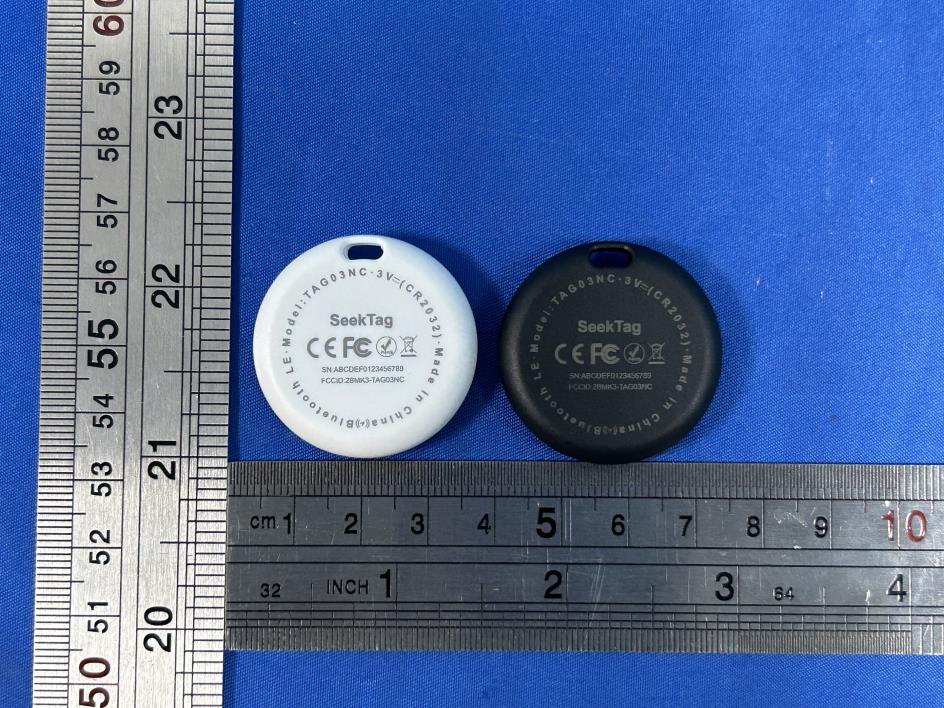 60
59
58
57
56
55
54
53
52
51
50
23
22
21
20
Bluetooth LE·Model:TAG03NC·3V=(CR2032)·Made in China
SeekTag
CE FC RoHS
SN:ABCDEF0123456789
FCCID:2BMK3-TAG03NC
Bluetooth LE·Model:TAG03NC·3V=(CR2032)·Made in China
SeekTag
CE FC
SN:ABCDEF0123456789
FCCID:2BMK3-TAG03NC
cm 1 2 3 4 5 6 7 8 9 10
32 INCH 1 2 3 64 4